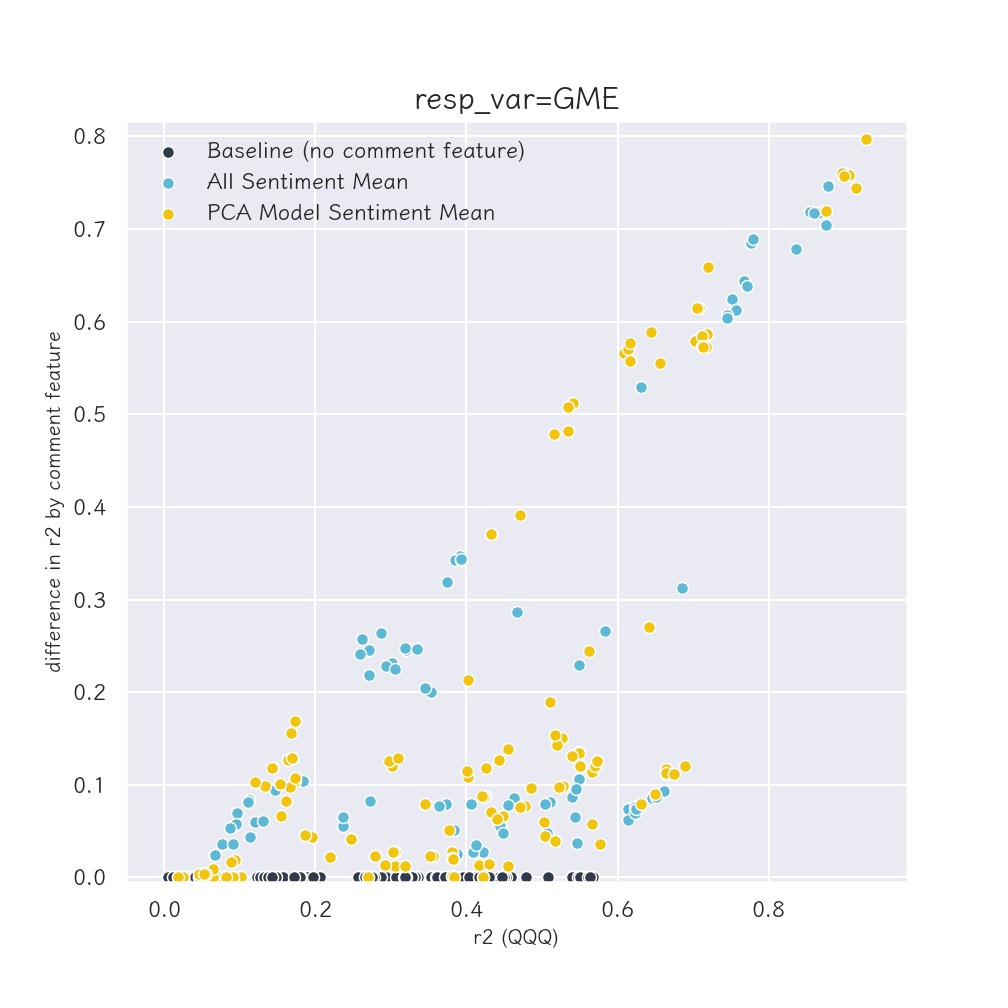 resp_var=GME
Baseline (no comment feature)
All Sentiment Mean
PCA Model Sentiment Mean
difference in r2 by comment feature
0.8
0.7
0.6
0.5
0.4
0.3
0.2
0.1
0.0
0.0 0.2 0.4 0.6 0.8
r2 (QQQ)